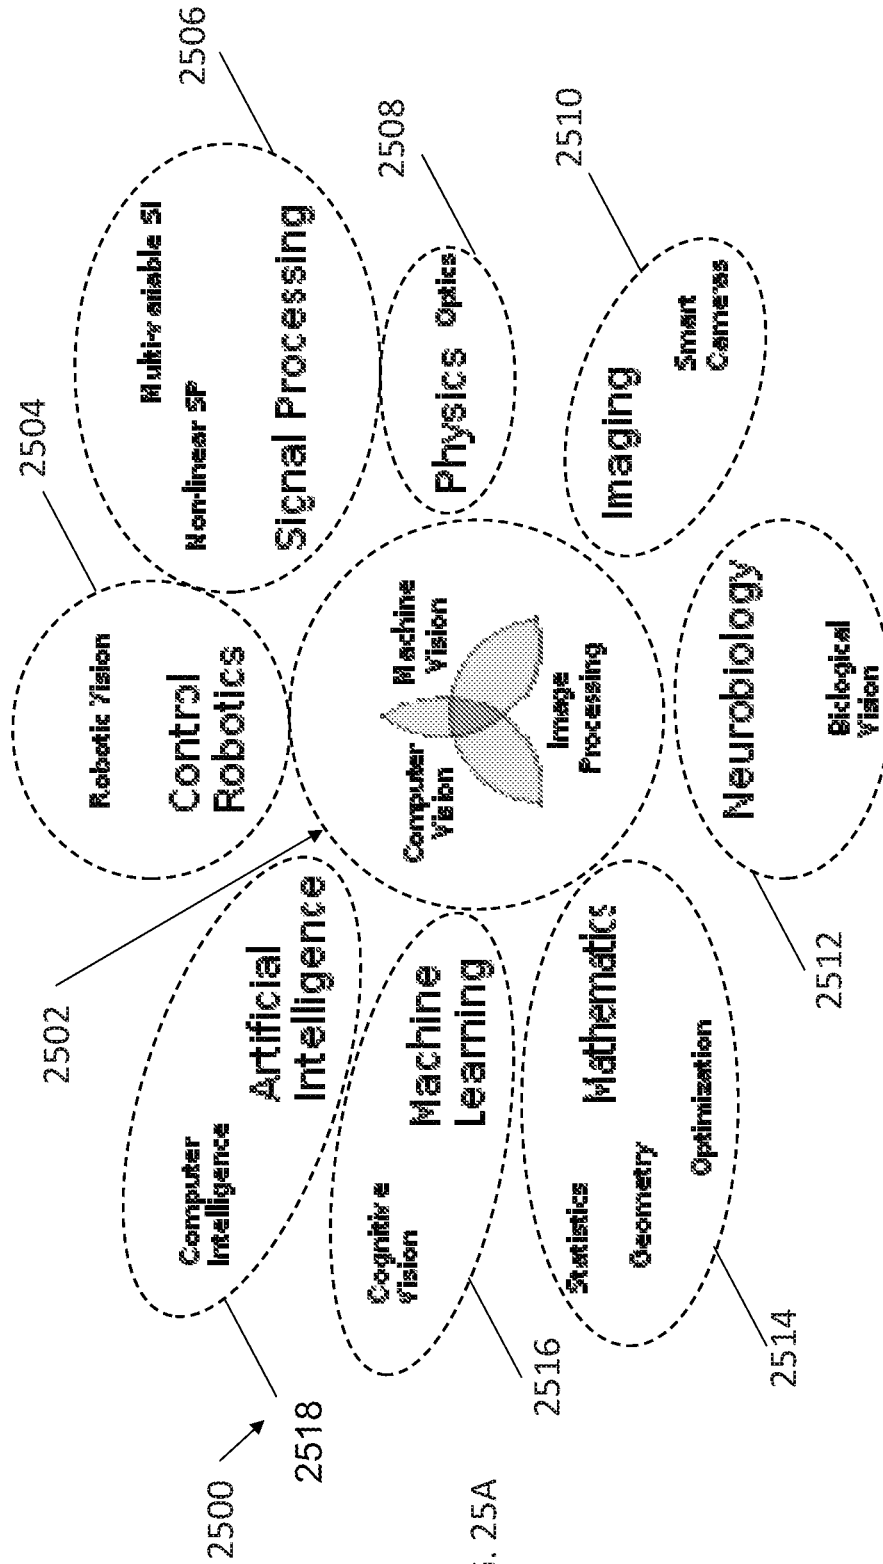 2500
2518
Computer
Intelligence
Artificial
Intelligence
2502
Robotic Vision
Control
Robotics
2504
Multi-variable SI
Non-linear SP
Signal Processing
2506
Cognitive
Vision
Machine
Learning
2516
Computer
Vision
Machine
Vision
Image
Processing
Physics
Optics
2508
Statistics
Geometry
Optimization
Mathematics
2514
Neurobiology
Biological
Vision
2512
Imaging
Smart
Cameras
2510
. 25A